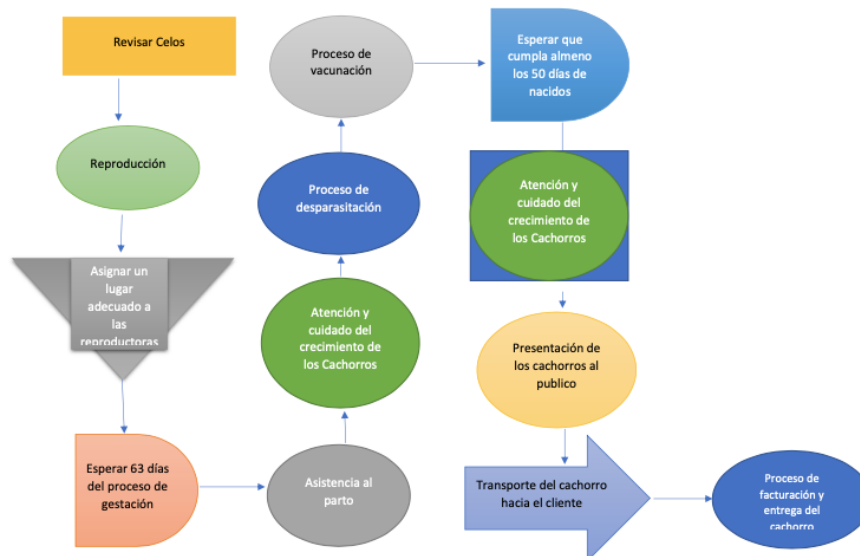 Revisar Celos
Reproducción
Asignar un
lugar
adecuado a
las
reproductoras
Esperar 63 días
del proceso de
gestación
Asistencia al
parto
Atención y
cuidado del
crecimiento de
los Cachorros
Proceso de
desparasitación
Proceso de
vacunación
Esperar que
cumpla almeno
los 50 días de
nacidos
Atención y
cuidado del
crecimiento de
los Cachorros
Presentación de
los cachorros al
publico
Transporte del cachorro
hacia el cliente
Proceso de
facturación y
entrega del
cachorro